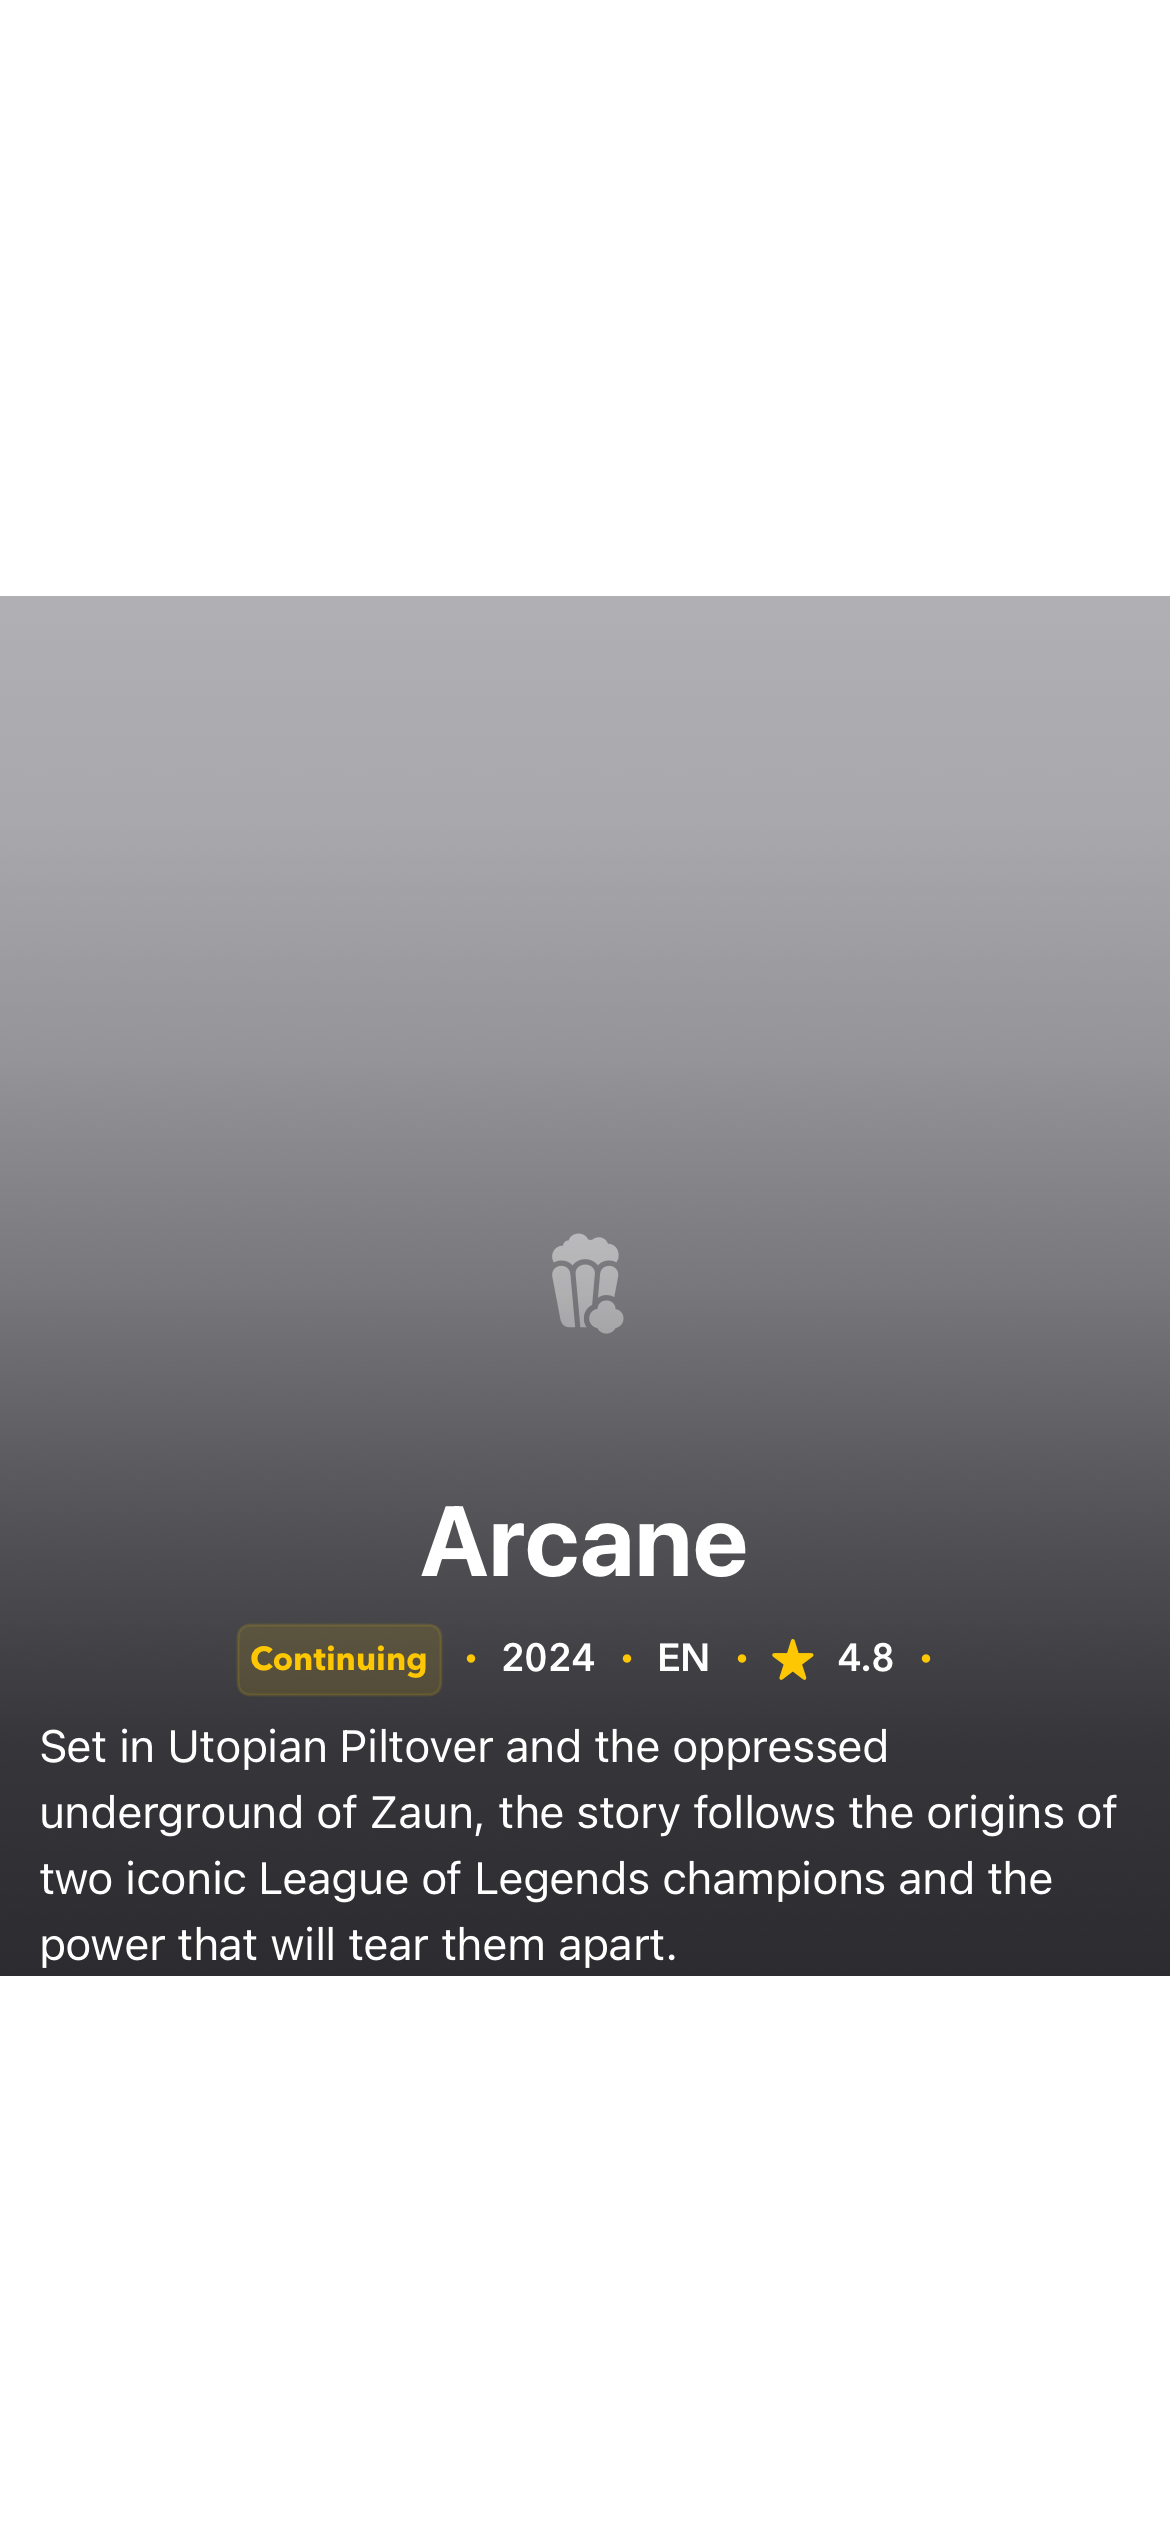 Arcane
Continuing • 2024 • EN • ★ 4.8 •
Set in Utopian Piltover and the oppressed
underground of Zaun, the story follows the origins of
two iconic League of Legends champions and the
power that will tear them apart.